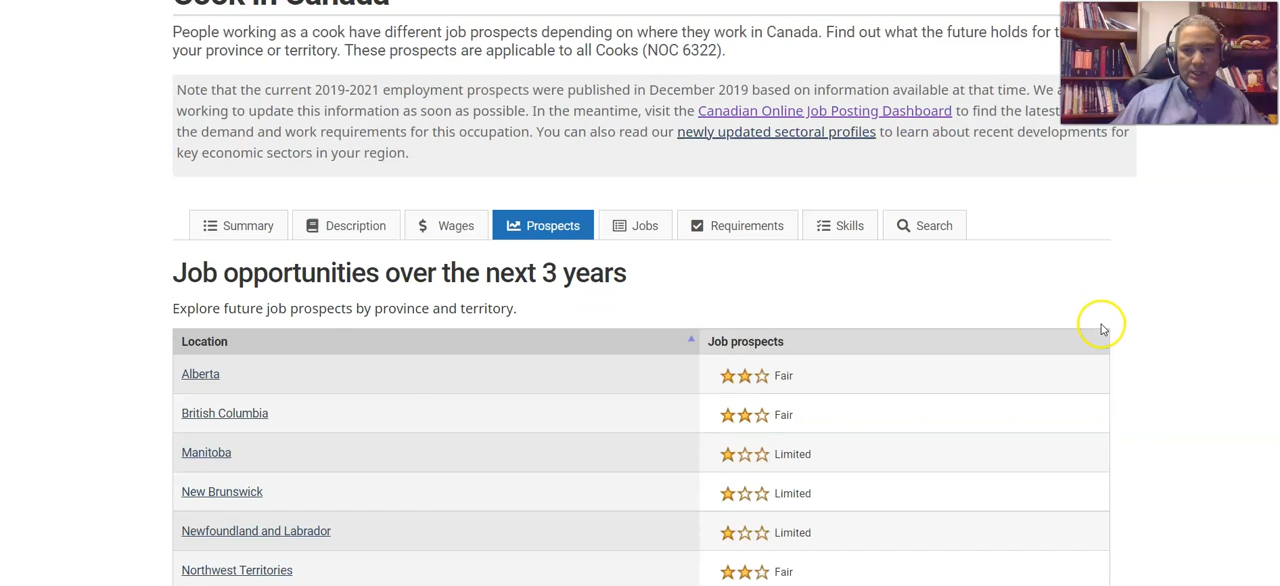 Cook in Canada
People working as a cook have different job prospects depending on where they work in Canada. Find out what the future holds for
your province or territory. These prospects are applicable to all Cooks (NOC 6322).
Note that the current 2019-2021 employment prospects were published in December 2019 based on information available at that time. We
working to update this information as soon as possible. In the meantime, visit the Canadian Online Job Posting Dashboard to find the latest
the demand and work requirements for this occupation. You can also read our newly updated sectoral profiles to learn about recent developments for
key economic sectors in your region.
Summary Description Wages Prospects Jobs Requirements Skills Search
Job opportunities over the next 3 years
Explore future job prospects by province and territory.
Location Job prospects
Alberta Fair
British Columbia Fair
Manitoba Limited
New Brunswick Limited
Newfoundland and Labrador Limited
Northwest Territories Fair